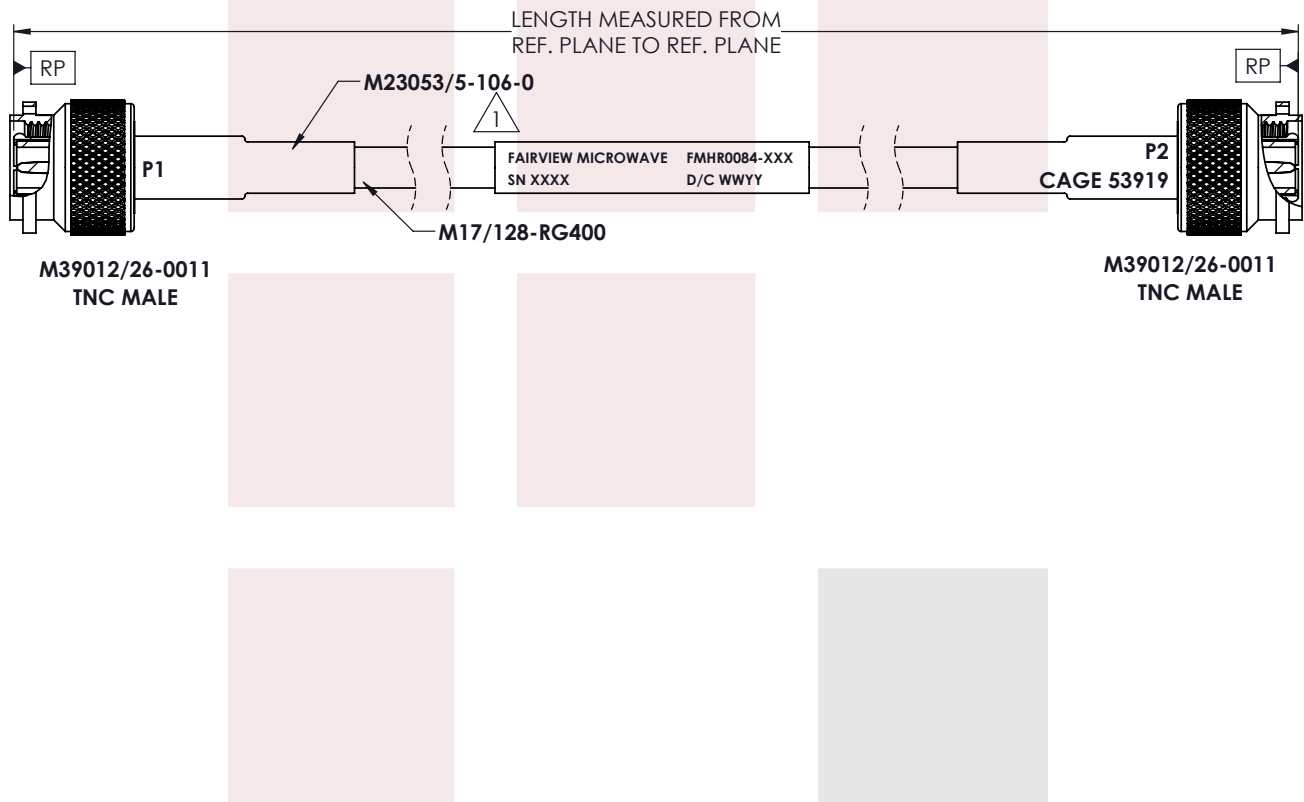 LENGTH MEASURED FROM
REF. PLANE TO REF. PLANE
RP
RP
M23053/5-106-0
1
P1
FAIRVIEW MICROWAVE FMHR0084-XXX
SN XXXX D/C WWYY
P2
CAGE 53919
M17/128-RG400
M39012/26-0011
TNC MALE
M39012/26-0011
TNC MALE